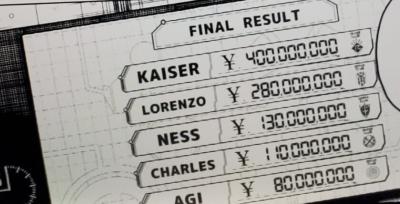 FINAL RESULT
KAISER ¥ 400.000.000
LORENZO ¥ 280.000.000
NESS ¥ 130.000.000
CHARLES ¥ 110.000.000
AGI ¥ 80.000.000